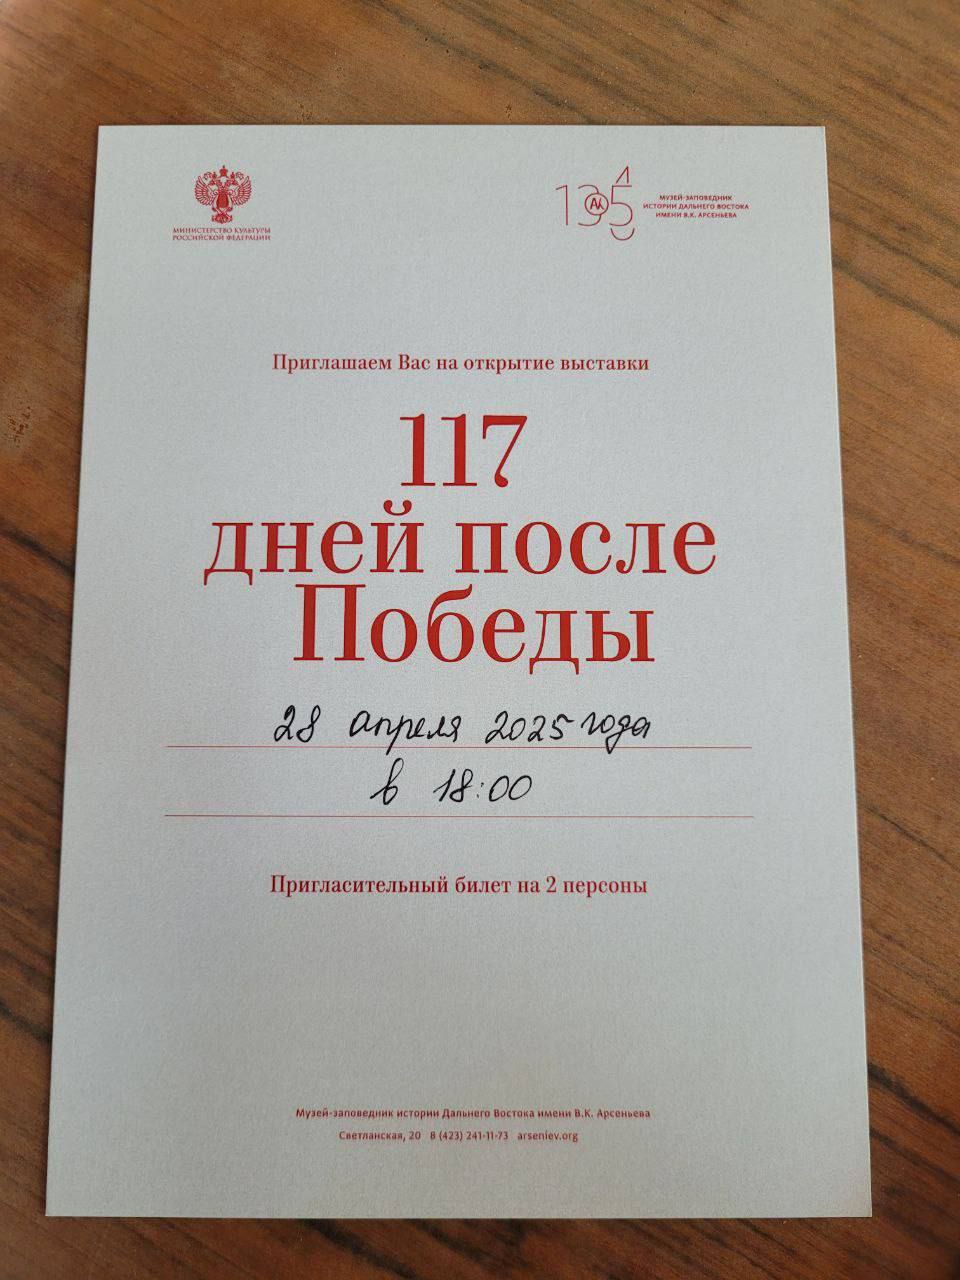 МИНИСТЕРСТВО КУЛЬТУРЫ
РОССИЙСКОЙ ФЕДЕРАЦИИ
135
АМ
МУЗЕЙ-ЗАПОВЕДНИК
ИСТОРИИ ДАЛЬНЕГО ВОСТОКА
ИМЕНИ В.К. АРСЕНЬЕВА
Приглашаем Вас на открытие выставки
117
дней после
Победы
28 апреля 2025 года
в 18:00
Пригласительный билет на 2 персоны
Музей-заповедник истории Дальнего Востока имени В.К. Арсеньева
Светланская, 20 8 (423) 241-11-73 arseniev.org